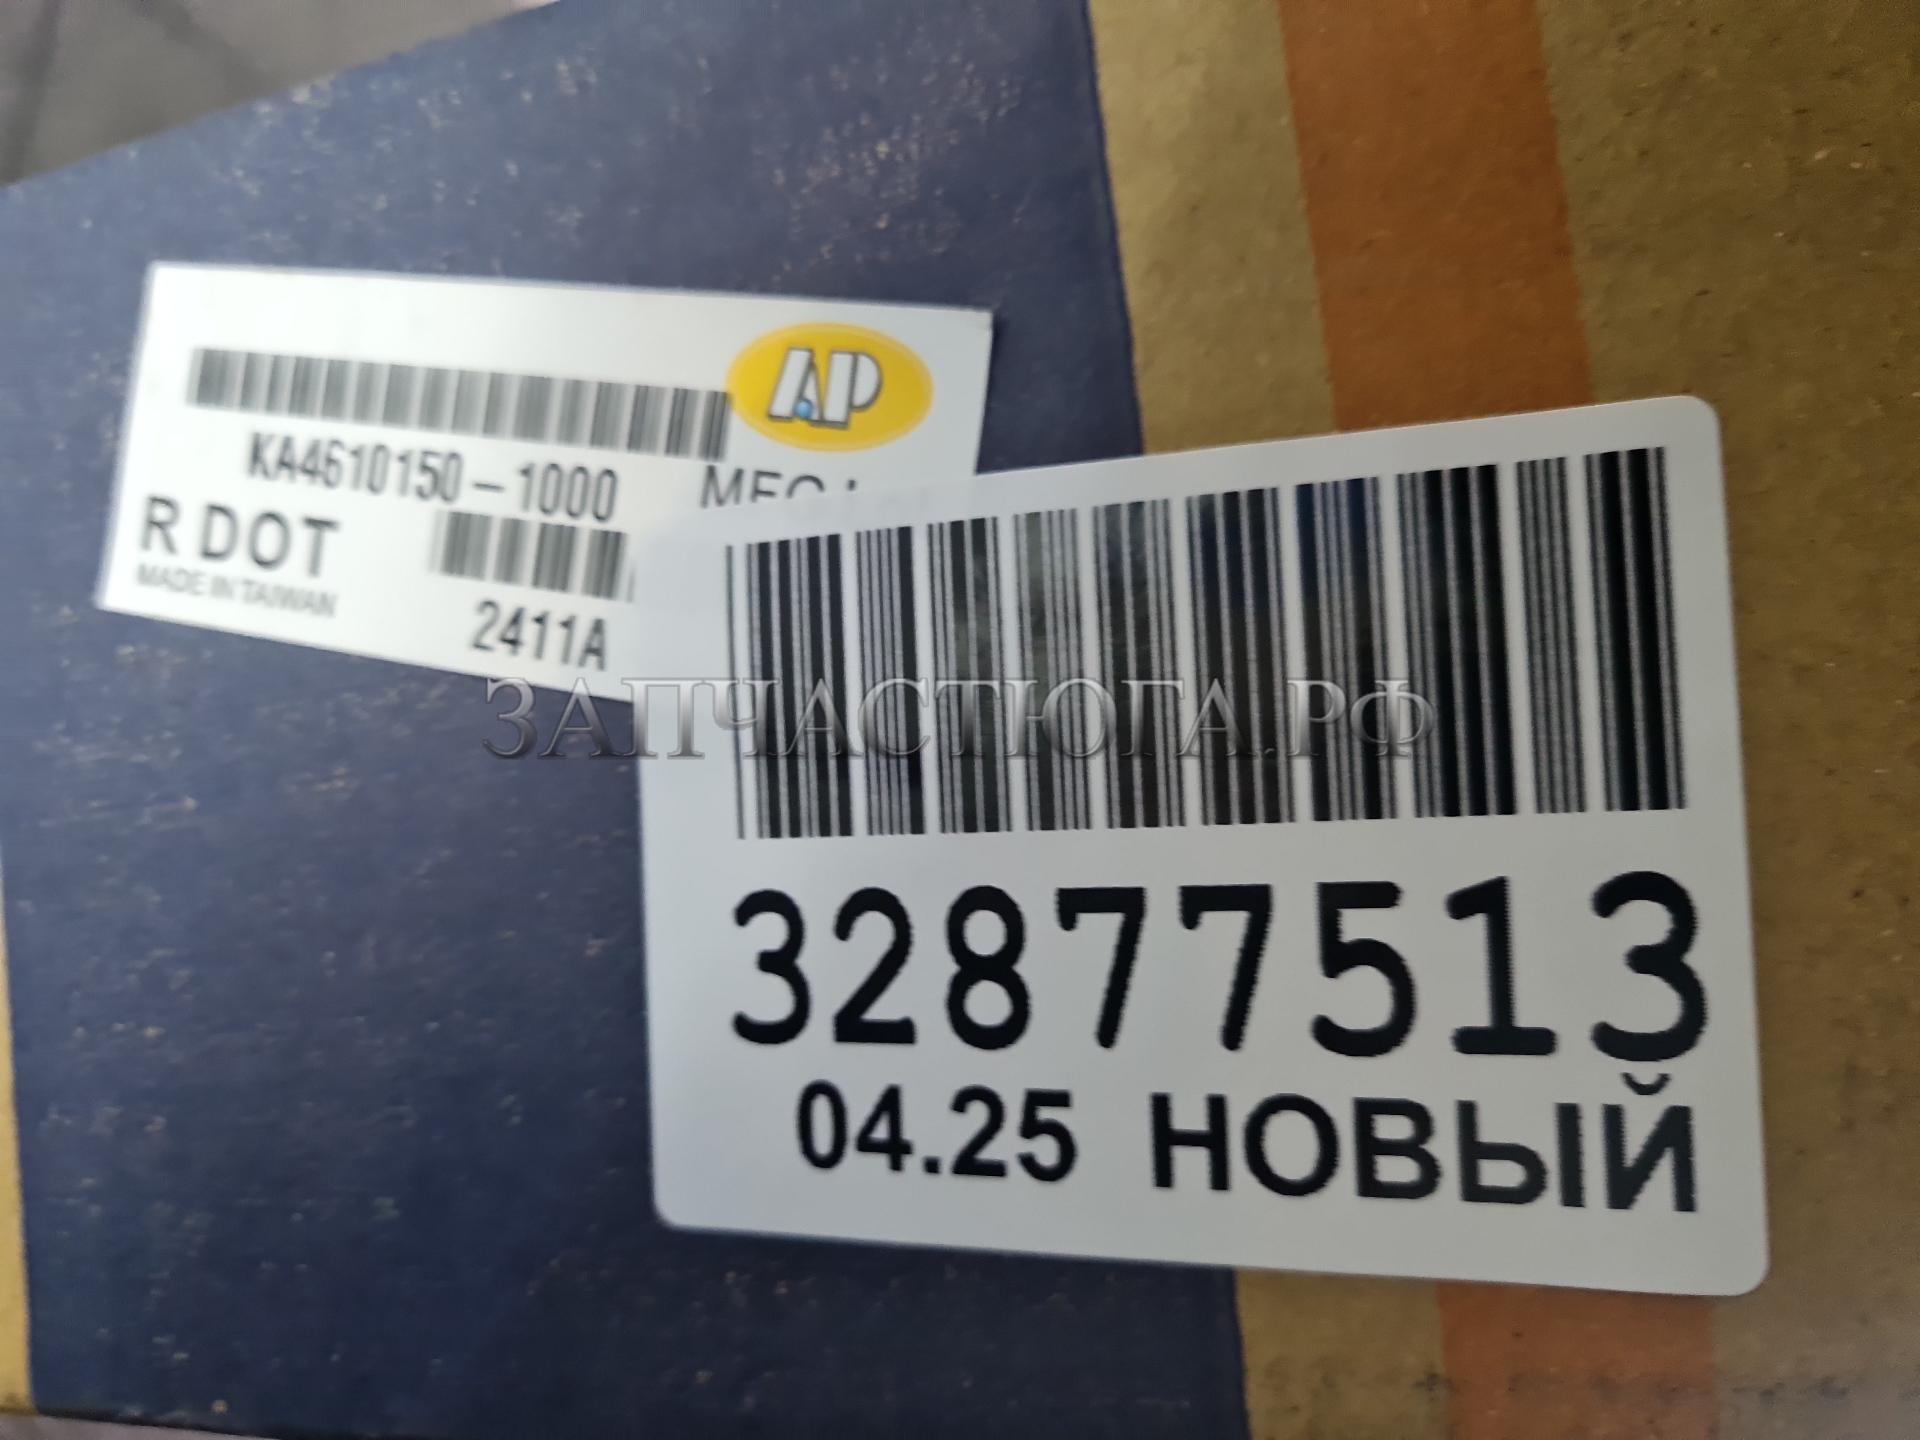 AP
KA4610150-1000
R DOT
MADE IN TAIWAN
2411A
ЗАПЧАСТЮГА.РФ
32877513
04.25 НОВЫЙ